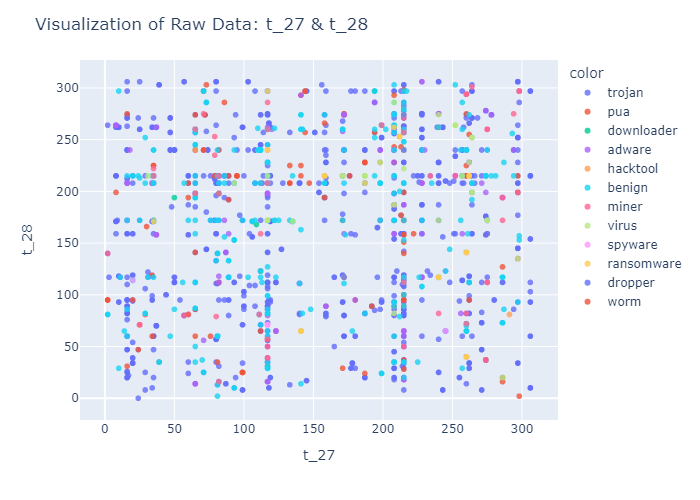 Visualization of Raw Data: t_27 & t_28
color
trojan
pua
downloader
adware
hacktool
benign
miner
virus
spyware
ransomware
dropper
worm
300
250
200
150
100
50
0
t_28
0 50 100 150 200 250 300
t_27